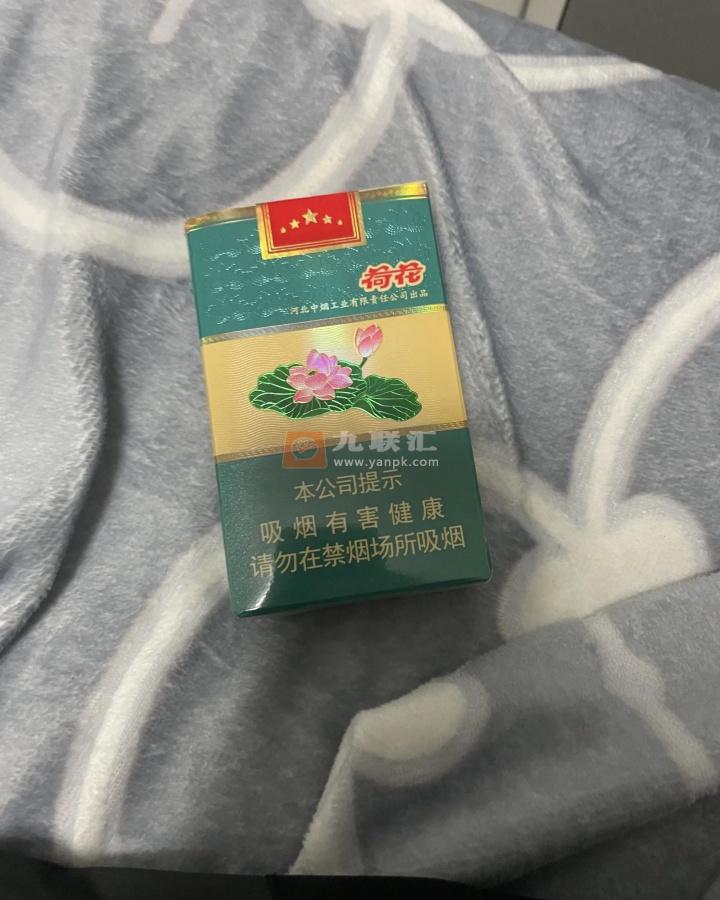 荷花
河北中烟工业有限责任公司出品
九联汇
www.yanpk.com
本公司提示
吸烟有害健康
请勿在禁烟场所吸烟